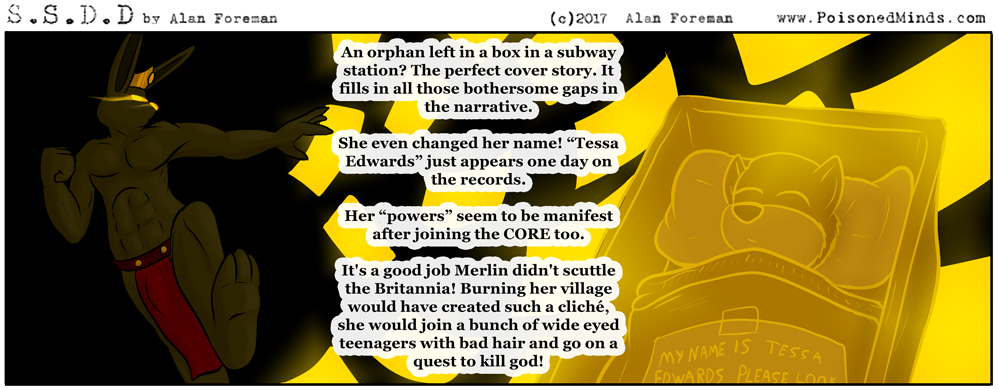 S.S.D.D by Alan Foreman (c)2017 Alan Foreman www.PoisonedMinds.com
An orphan left in a box in a subway
station? The perfect cover story. It
fills in all those bothersome gaps in
the narrative.
She even changed her name! “Tessa
Edwards” just appears one day on
the records.
Her “powers” seem to be manifest
after joining the CORE too.
It's a good job Merlin didn't scuttle
the Britannia! Burning her village
would have created such a cliché,
she would join a bunch of wide eyed
teenagers with bad hair and go on a
quest to kill god!
MY NAME IS TESSA
EDWARDS PLEASE LOOK